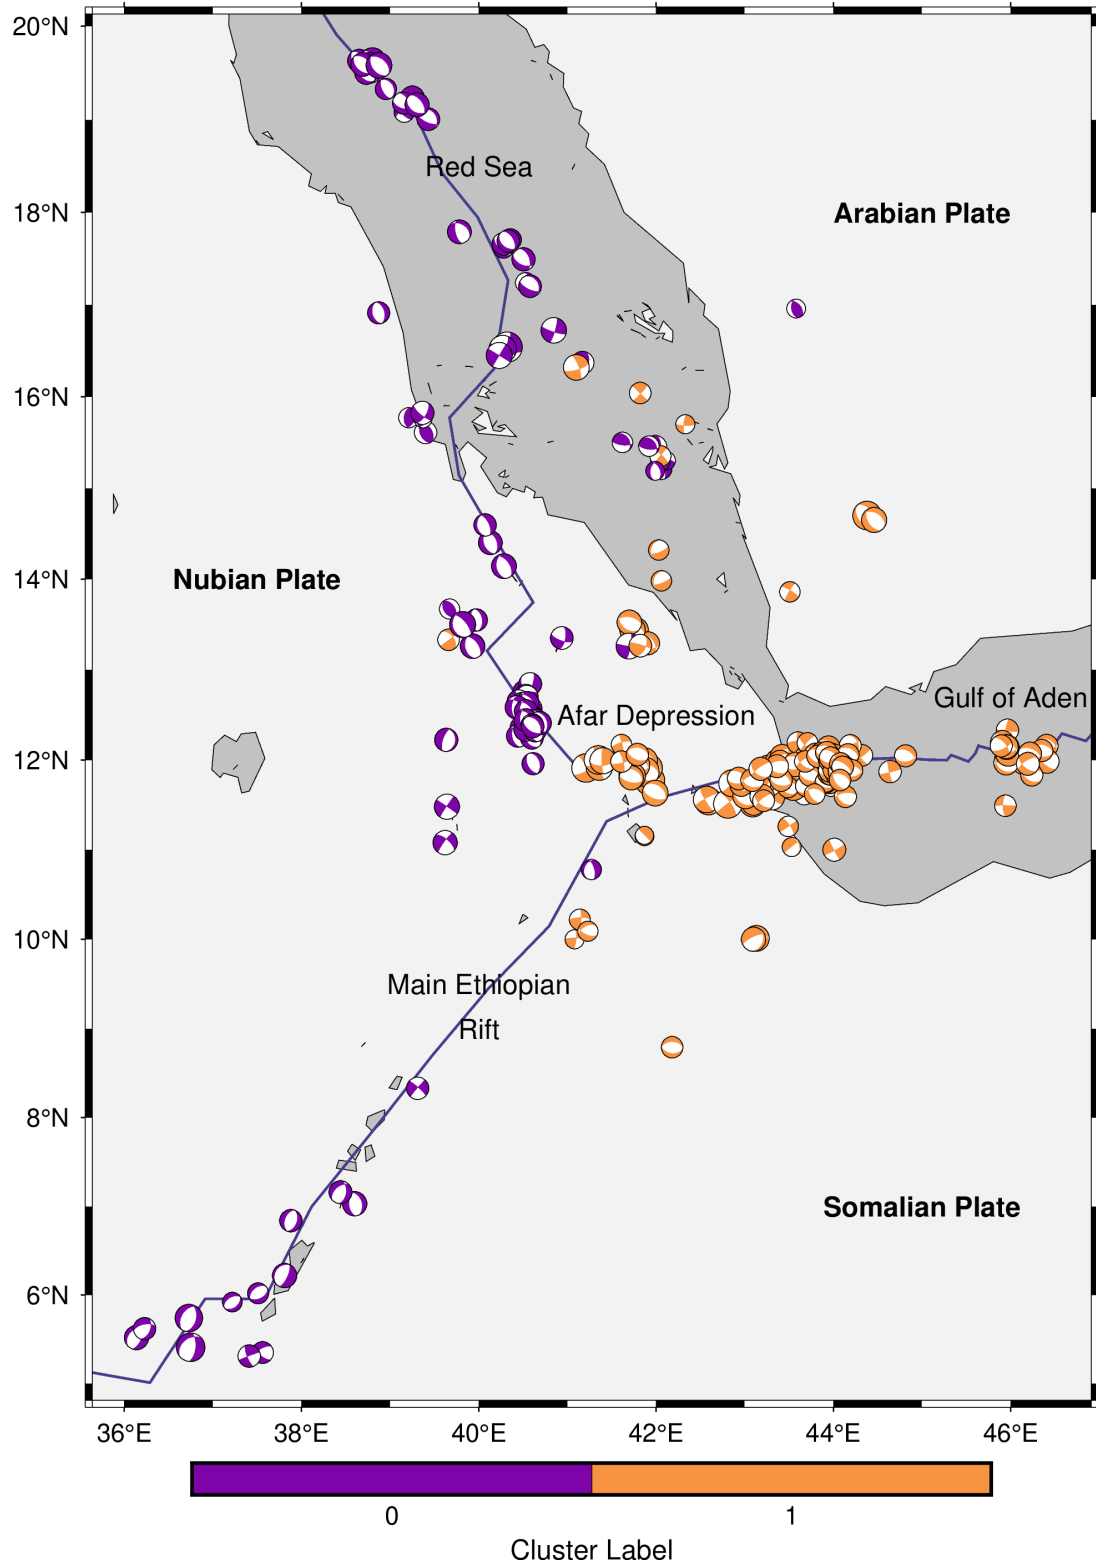 20°N
Red Sea
18°N
Arabian Plate
16°N
14°N
Nubian Plate
Gulf of Aden
Afar Depression
12°N
10°N
Main Ethiopian
Rift
8°N
Somalian Plate
6°N
36°E 38°E 40°E 42°E 44°E 46°E
0 1
Cluster Label